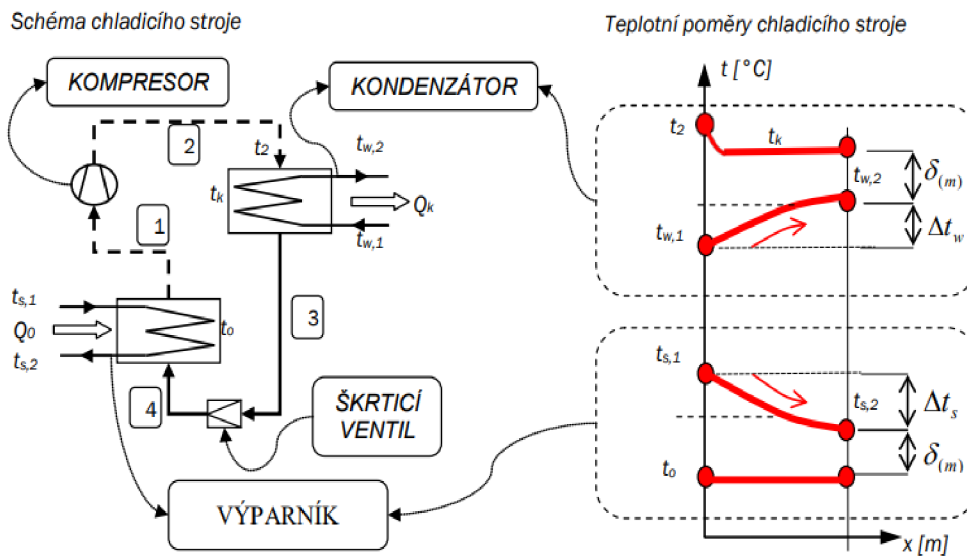 Schéma chladicího stroje
Teplotní poměry chladicího stroje
KOMPRESOR
KONDENZÁTOR
2
t2
tw,2
tk
Qk
tw,1
1
ts,1
Q0
to
ts,2
3
4
ŠKRTICÍ
VENTIL
VÝPARNÍK
t [°C]
t2
tk
tw,2
δ(m)
tw,1
Δtw
ts,1
ts,2
Δts
to
δ(m)
x [m]